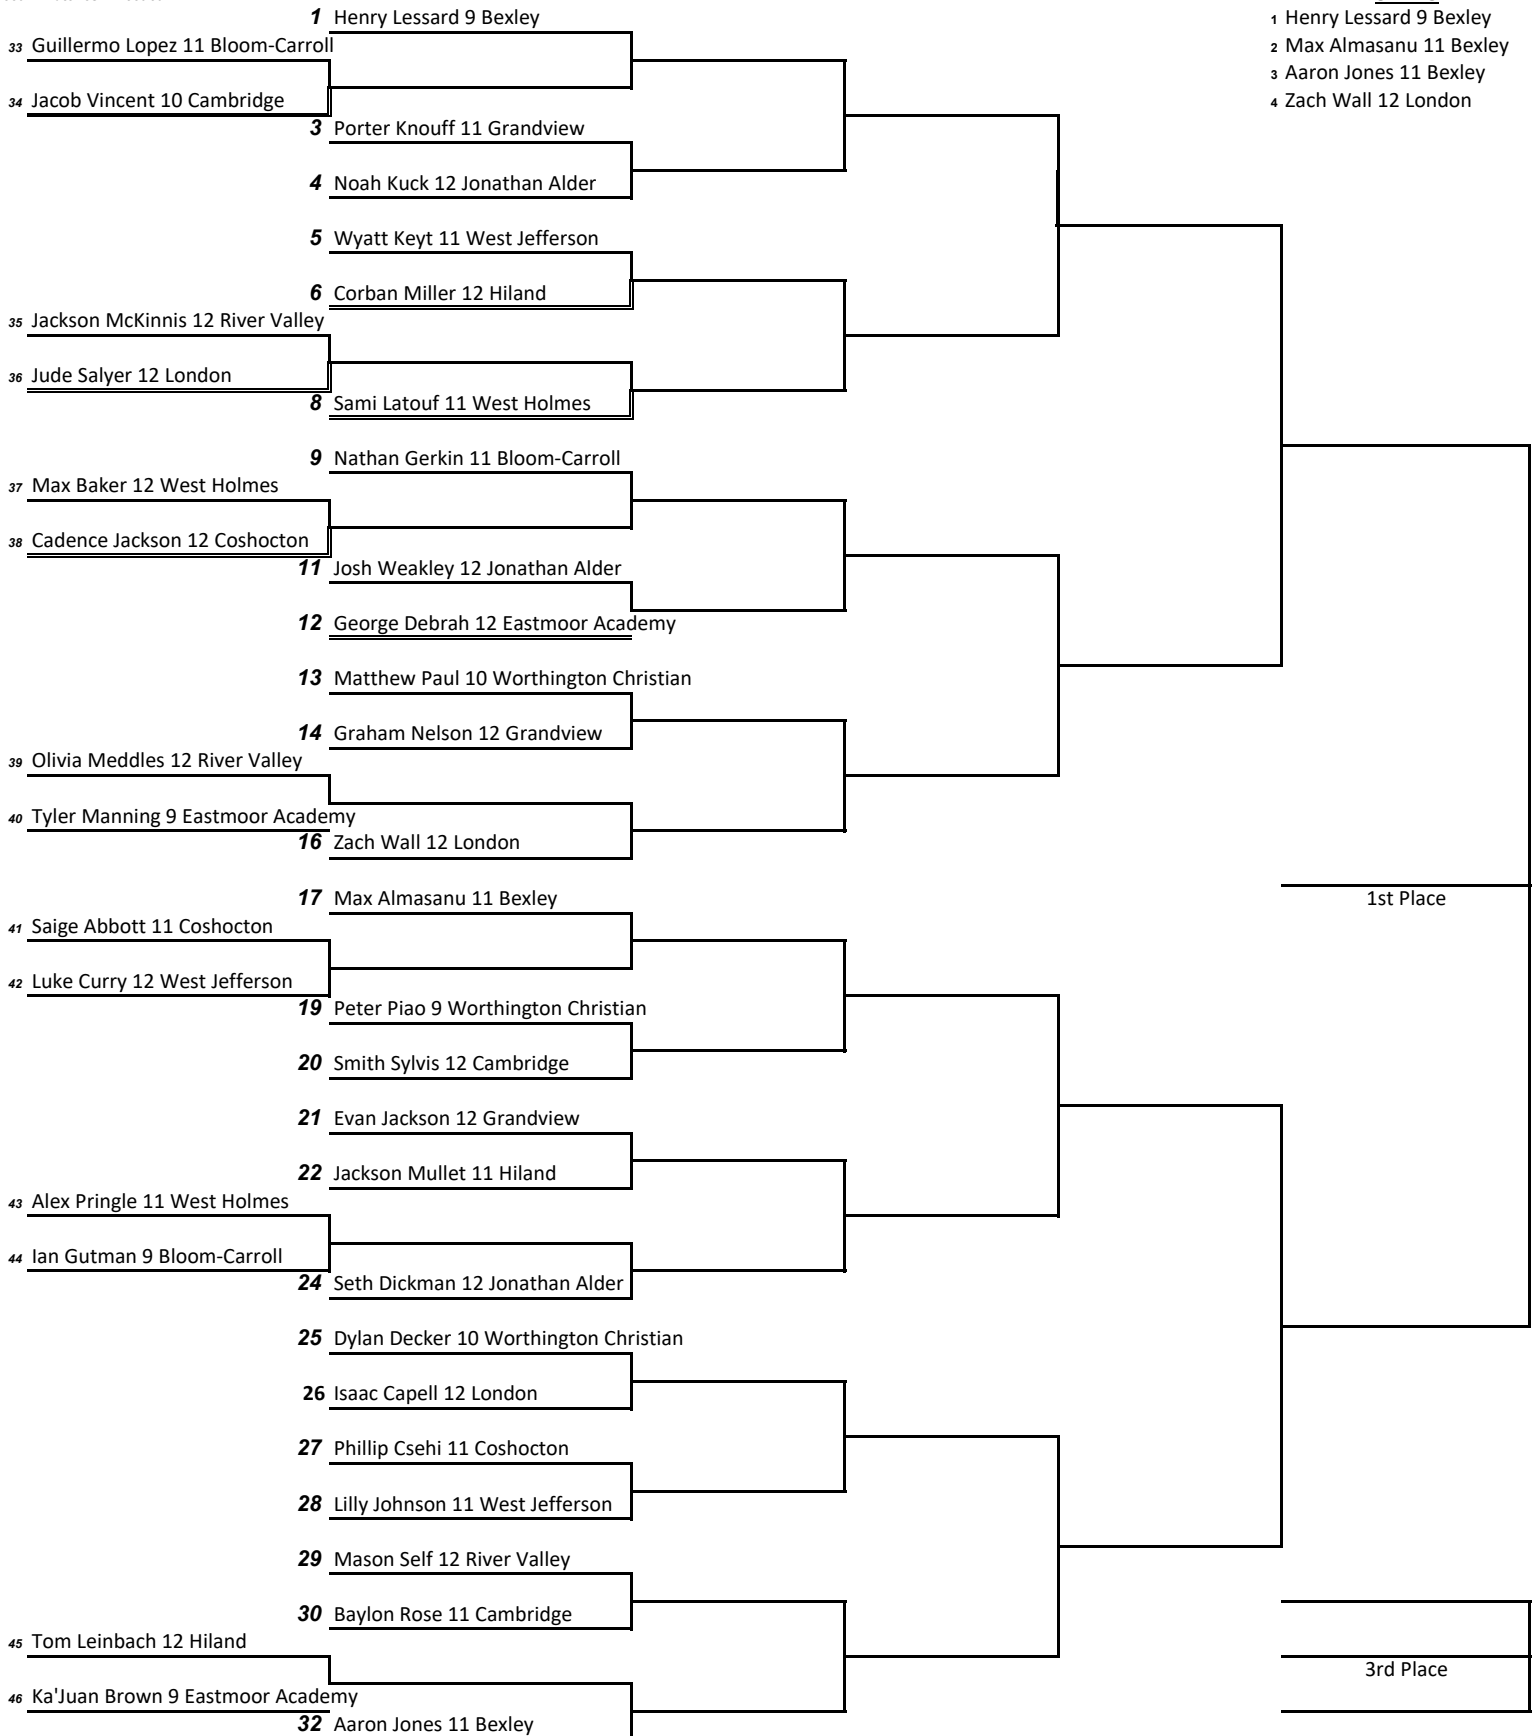 1 Henry Lessard 9 Bexley
1 Henry Lessard 9 Bexley
33 Guillermo Lopez 11 Bloom-Carroll
2 Max Almasanu 11 Bexley
3 Aaron Jones 11 Bexley
34 Jacob Vincent 10 Cambridge
4 Zach Wall 12 London
3 Porter Knouff 11 Grandview
4 Noah Kuck 12 Jonathan Alder
5 Wyatt Keyt 11 West Jefferson
6 Corban Miller 12 Hiland
35 Jackson McKinnis 12 River Valley
36 Jude Salyer 12 London
8 Sami Latouf 11 West Holmes
9 Nathan Gerkin 11 Bloom-Carroll
37 Max Baker 12 West Holmes
38 Cadence Jackson 12 Coshocton
11 Josh Weakley 12 Jonathan Alder
12 George Debrah 12 Eastmoor Academy
13 Matthew Paul 10 Worthington Christian
14 Graham Nelson 12 Grandview
39 Olivia Meddles 12 River Valley
40 Tyler Manning 9 Eastmoor Academy
16 Zach Wall 12 London
17 Max Almasanu 11 Bexley
1st Place
41 Saige Abbott 11 Coshocton
42 Luke Curry 12 West Jefferson
19 Peter Piao 9 Worthington Christian
20 Smith Sylvis 12 Cambridge
21 Evan Jackson 12 Grandview
22 Jackson Mullet 11 Hiland
43 Alex Pringle 11 West Holmes
44 Ian Gutman 9 Bloom-Carroll
24 Seth Dickman 12 Jonathan Alder
25 Dylan Decker 10 Worthington Christian
26 Isaac Capell 12 London
27 Phillip Csehi 11 Coshocton
28 Lilly Johnson 11 West Jefferson
29 Mason Self 12 River Valley
30 Baylon Rose 11 Cambridge
45 Tom Leinbach 12 Hiland
3rd Place
46 Ka'Juan Brown 9 Eastmoor Academy
32 Aaron Jones 11 Bexley